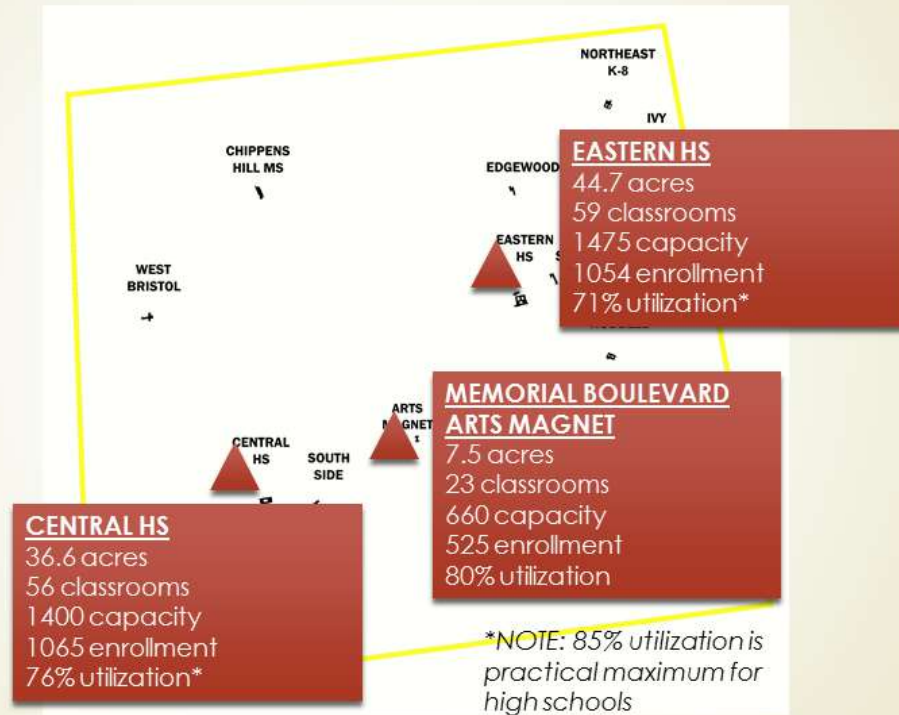 NORTHEAST
K-8
IVY
CHIPPENS
HILL MS
EDGEWOOD
EASTERN HS
44.7 acres
59 classrooms
1475 capacity
1054 enrollment
71% utilization*
EASTERN
HS
WEST
BRISTOL
MEMORIAL BOULEVARD
ARTS MAGNET
7.5 acres
23 classrooms
660 capacity
525 enrollment
80% utilization
ARTS
MAGNET
CENTRAL
HS
SOUTH
SIDE
CENTRAL HS
36.6 acres
56 classrooms
1400 capacity
1065 enrollment
76% utilization*
*NOTE: 85% utilization is
practical maximum for
high schools